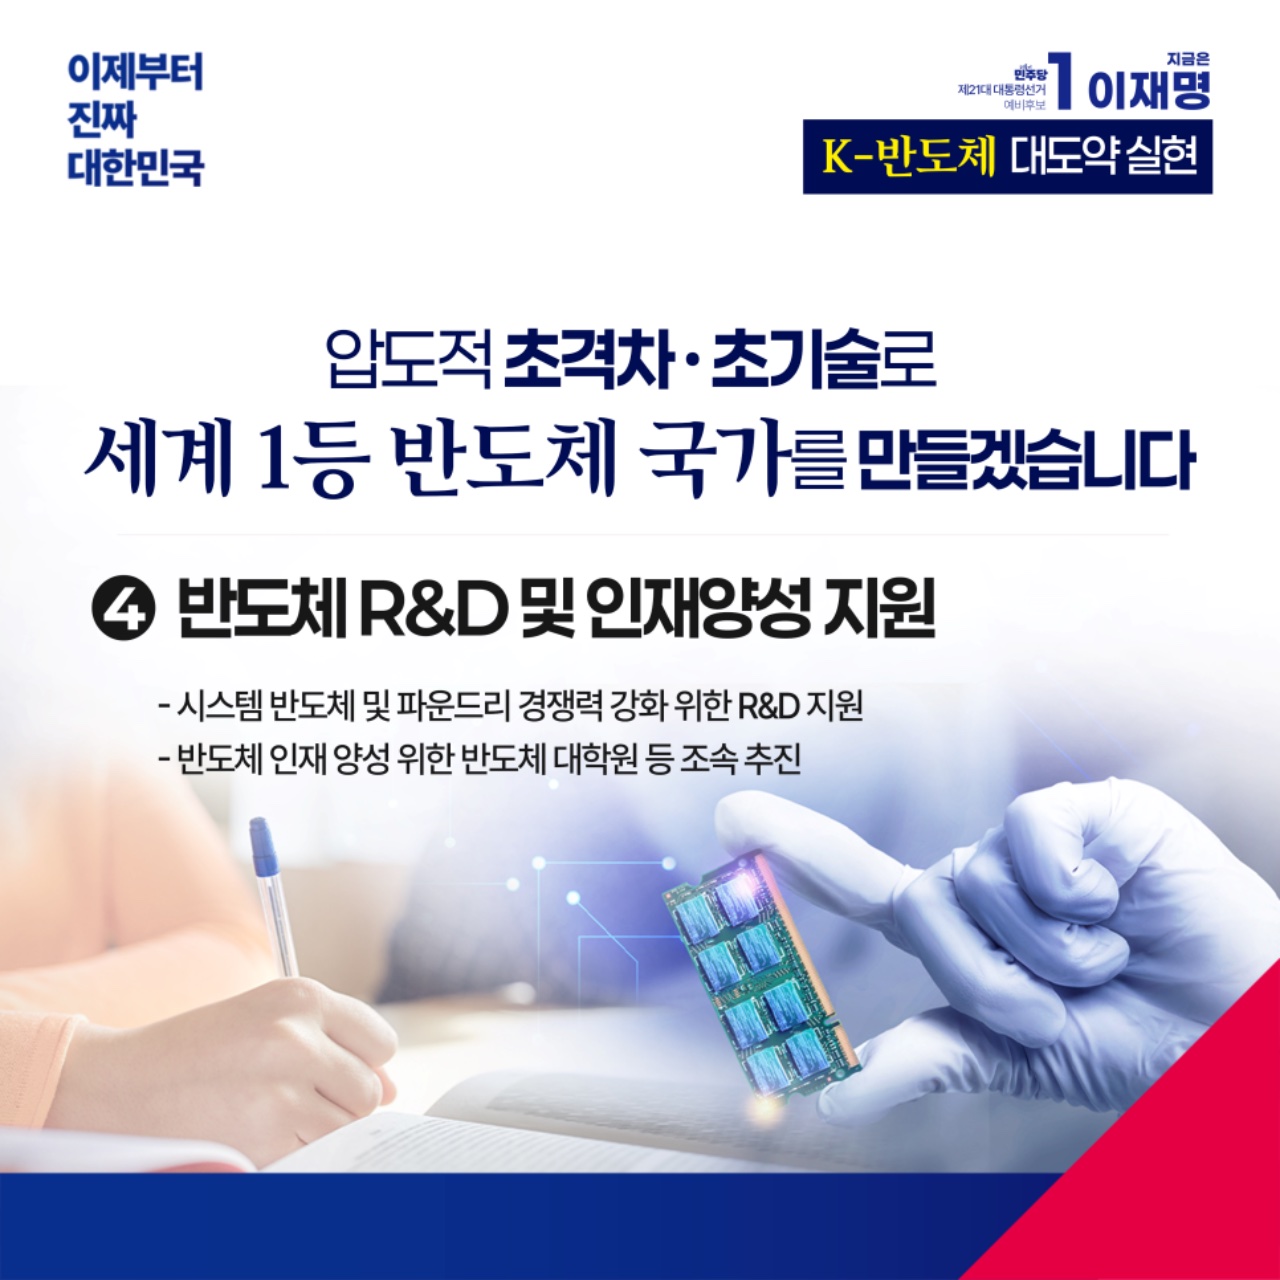 이제부터
진짜
대한민국
지금은
민주당
제21대 대통령선거
예비후보
1 이재명
K-반도체 대도약 실현
압도적 초격차·초기술로
세계 1등 반도체 국가를 만들겠습니다
4 반도체 R&D 및 인재양성 지원
- 시스템 반도체 및 파운드리 경쟁력 강화 위한 R&D 지원
- 반도체 인재 양성 위한 반도체 대학원 등 조속 추진